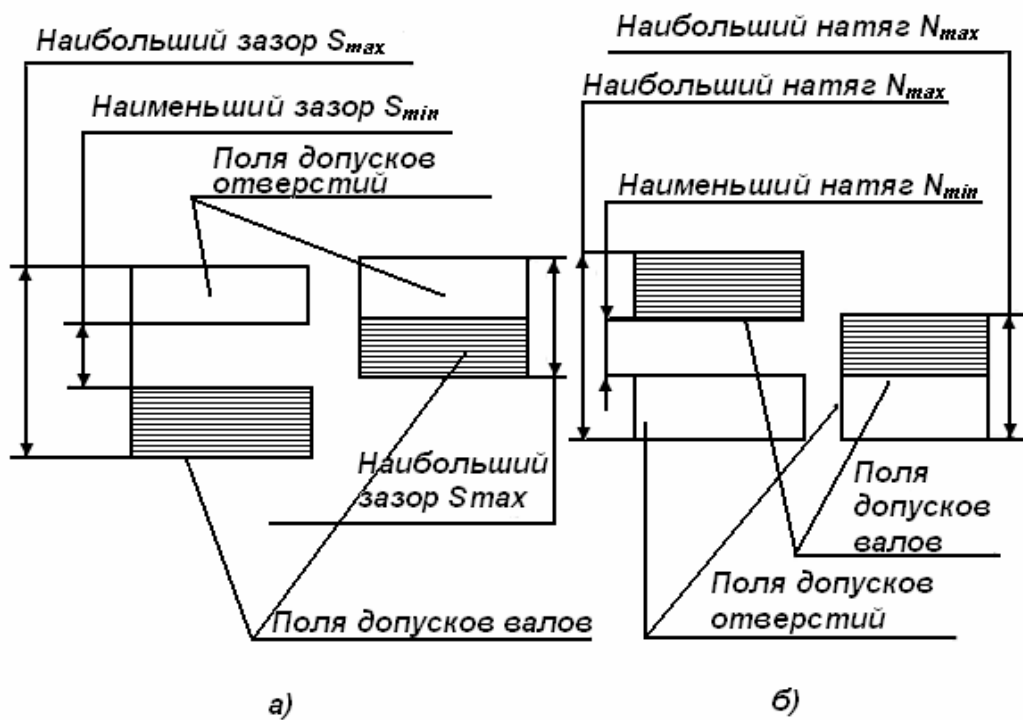 Наибольший зазор Smax
Наименьший зазор Smin
Поля допусков
отверстий
Наибольший
зазор Smax
Поля допусков валов
а)
Наибольший натяг Nmax
Наибольший натяг Nmax
Наименьший натяг Nmin
Поля
допусков
валов
Поля допусков
отверстий
б)